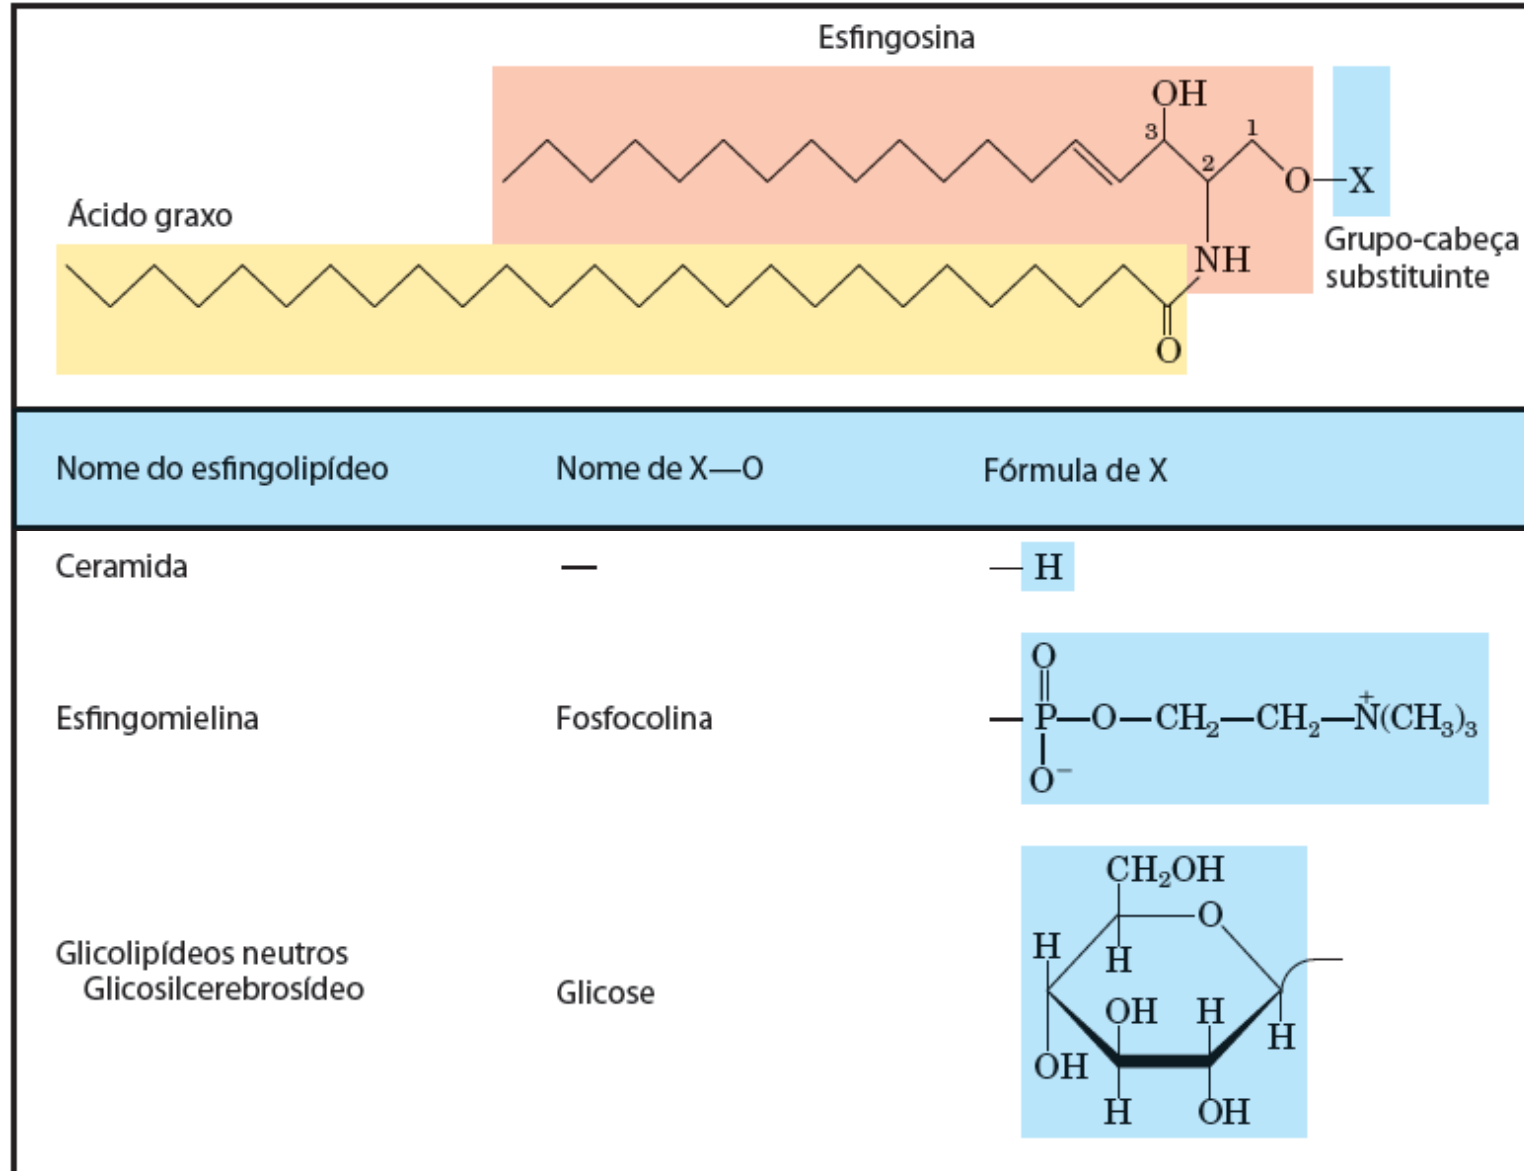 Esfingosina
OH
3
1
2
O—X
Ácido graxo
Grupo-cabeça
substituinte
NH
O
Nome do esfingolipídeo
Nome de X—O
Fórmula de X
Ceramida
—
— H
O
Esfingomielina
Fosfocolina
—P—O—CH₂—CH₂—N(CH₃)₃
+
O⁻
CH₂OH
O
H
H
Glicolipídeos neutros
Glicosilcerebrosídeo
Glicose
OH
H
H
OH
H
OH